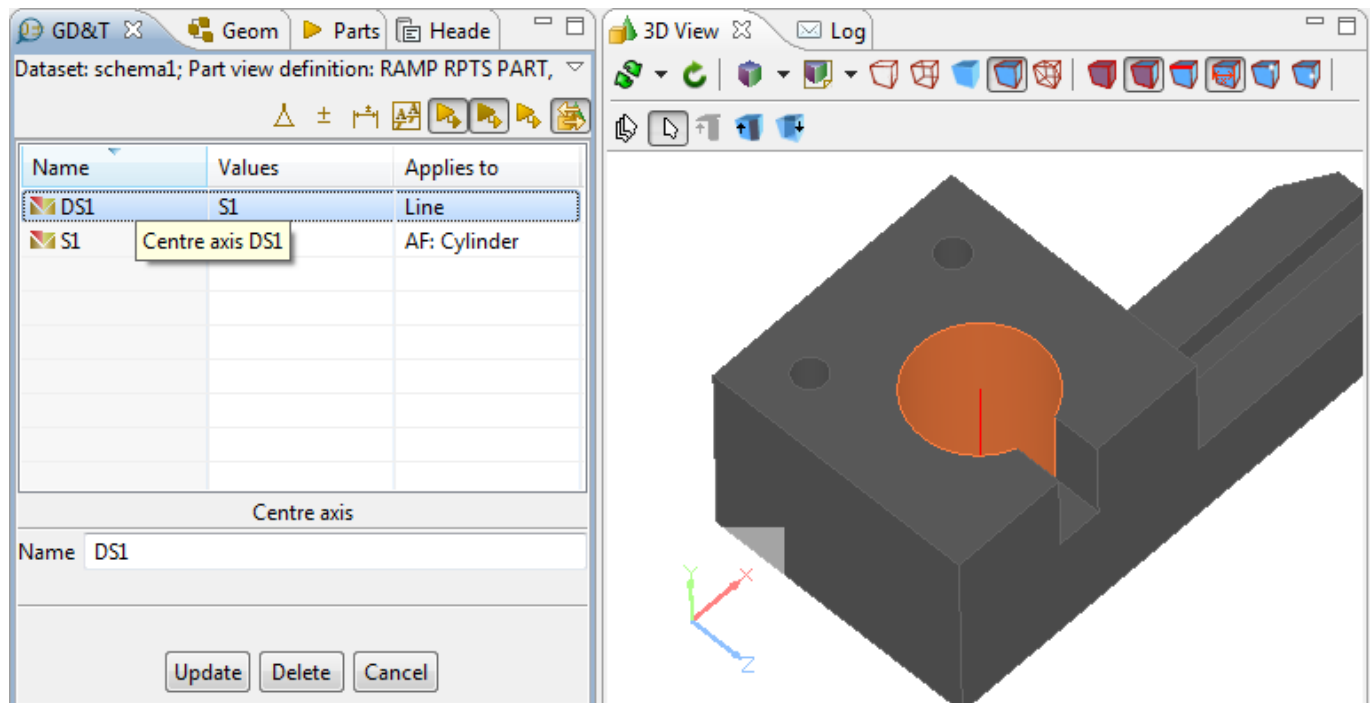 GD&T Geom Parts Heade
Dataset: schema1; Part view definition: RAMP RPTS PART,
Name Values Applies to
DS1 S1 Line
S1 AF: Cylinder
Centre axis DS1
Centre axis
Name DS1
Update Delete Cancel
3D View Log
Y
X
Z